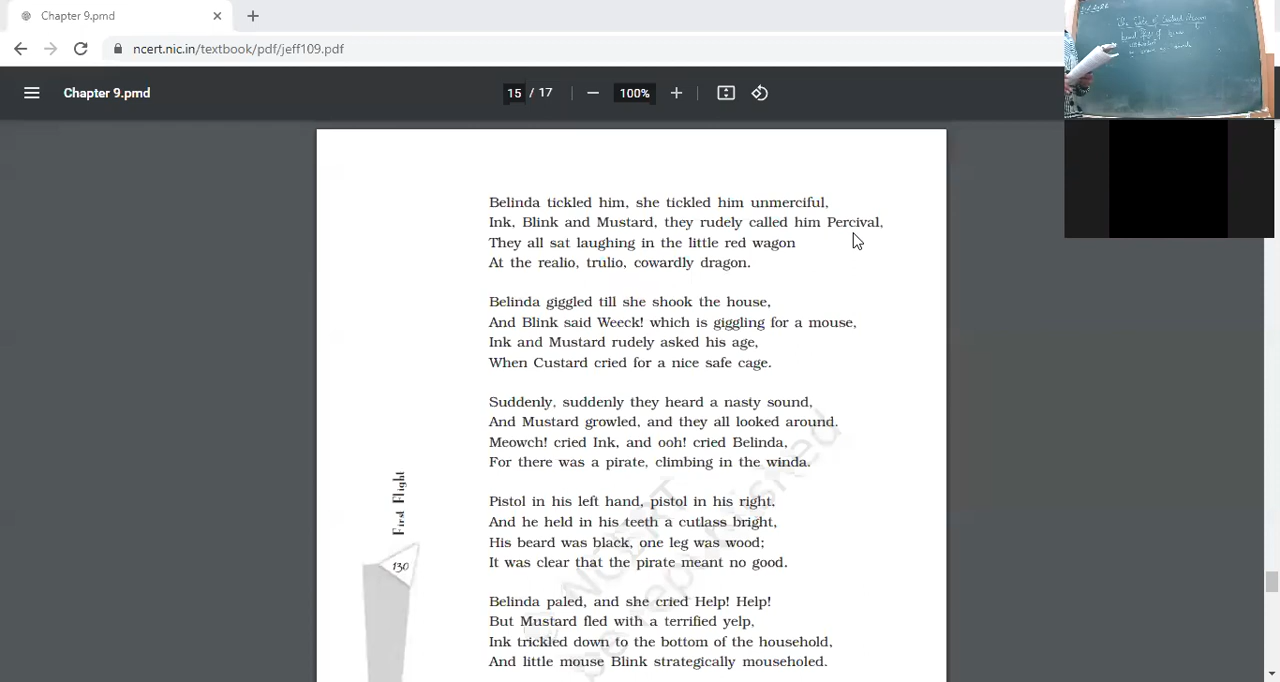 Chapter 9.pmd
ncert.nic.in/textbook/pdf/jeff109.pdf
Chapter 9.pmd
15 / 17
100%
The Tale of Custard Dragon
Belinda tickled him, she tickled him unmerciful,
Ink, Blink and Mustard, they rudely called him Percival,
They all sat laughing in the little red wagon
At the realio, trulio, cowardly dragon.
Belinda giggled till she shook the house,
And Blink said Weeck! which is giggling for a mouse,
Ink and Mustard rudely asked his age,
When Custard cried for a nice safe cage.
Suddenly, suddenly they heard a nasty sound,
And Mustard growled, and they all looked around.
Meowch! cried Ink, and ooh! cried Belinda,
For there was a pirate, climbing in the winda.
Pistol in his left hand, pistol in his right,
And he held in his teeth a cutlass bright,
His beard was black, one leg was wood;
It was clear that the pirate meant no good.
Belinda paled, and she cried Help! Help!
But Mustard fled with a terrified yelp,
Ink trickled down to the bottom of the household,
And little mouse Blink strategically mouseholed.
First Flight
130
© NCERT
be republished